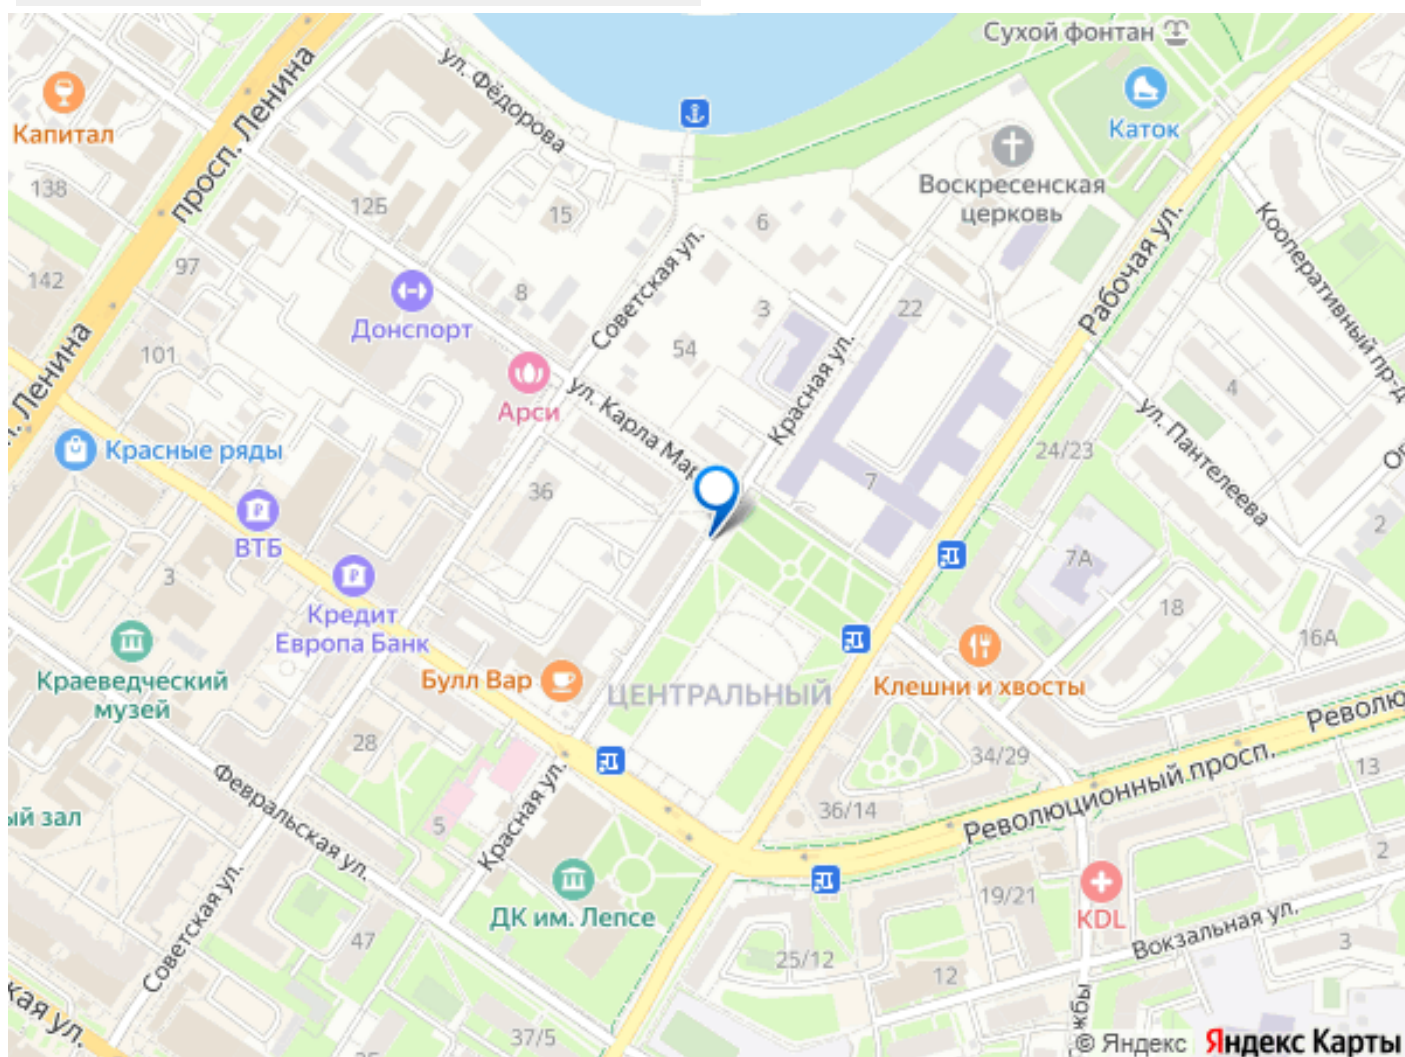 Сухой фонтан
ул. Фёдорова
просп. Ленина
Капитал
Каток
138
125
15
6
Воскресенская
церковь
Рабочая ул.
Кооперативный пр-д
142
97
8
Советская ул.
3
22
Донспорт
54
101
Ленина
Арси
Красная ул.
4
ул. Карла Мар
ул. Пантелеева
Красные ряды
24/23
36
7
ВТБ
2
7А
3
Кредит
Европа Банк
18
16А
Краеведческий
музей
Булл Вар
ЦЕНТРАЛЬНЫЙ
Клешни и хвосты
Револю
28
34/29
13
Февральская ул.
Красная ул.
36/14
Революционный просп.
ый зал
5
2
ДК им. Лепсе
19/21
KDL
Советская ул.
47
25/12
12
Вокзальная ул.
3
кая ул.
37/5
жбы
© Яндекс Яндекс Карты